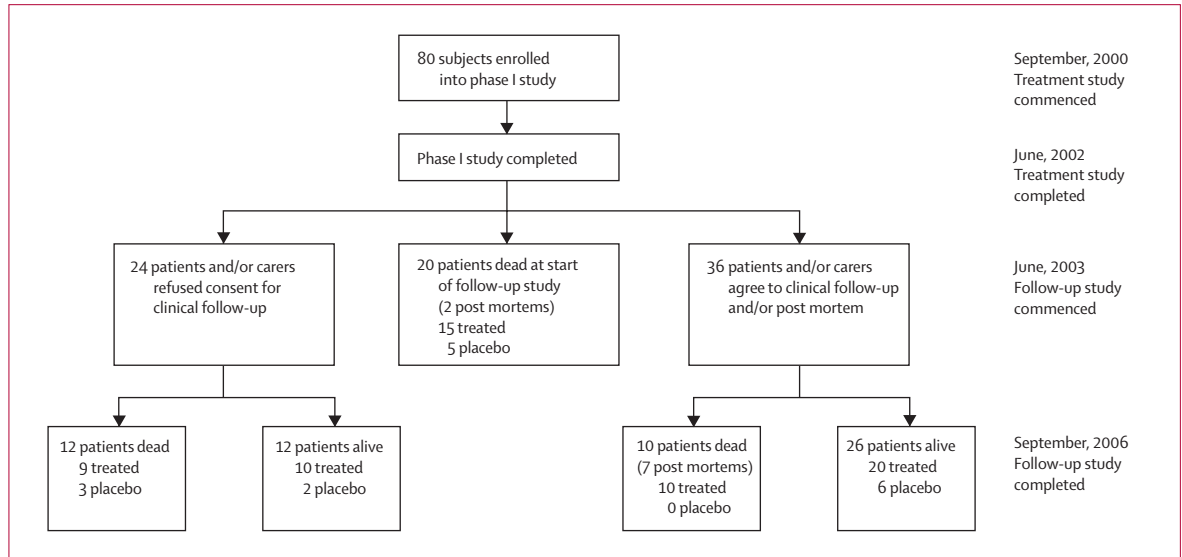 80 subjects enrolled
into phase I study
September, 2000
Treatment study
commenced
Phase I study completed
June, 2002
Treatment study
completed
24 patients and/or carers
refused consent for
clinical follow-up
20 patients dead at start
of follow-up study
(2 post mortems)
15 treated
5 placebo
36 patients and/or carers
agree to clinical follow-up
and/or post mortem
June, 2003
Follow-up study
commenced
12 patients dead
9 treated
3 placebo
12 patients alive
10 treated
2 placebo
10 patients dead
(7 post mortems)
10 treated
0 placebo
26 patients alive
20 treated
6 placebo
September, 2006
Follow-up study
completed